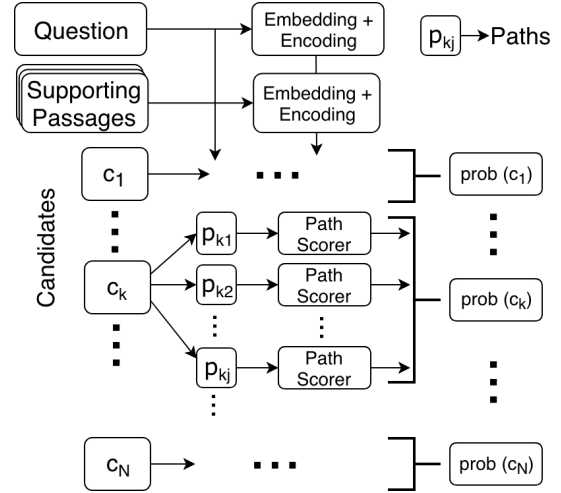 Question
Embedding +
Encoding
p_kj
Paths
Supporting
Passages
Embedding +
Encoding
Candidates
c_1
prob (c_1)
p_k1
Path
Scorer
c_k
p_k2
Path
Scorer
prob (c_k)
p_kj
Path
Scorer
c_N
prob (c_N)